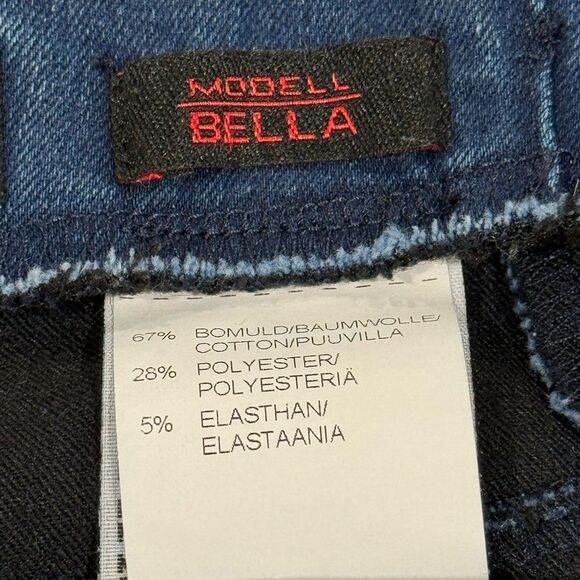 MODELL
BELLA
67% BOMULD/BAUMWOLLE/
COTTON/PUUVILLA
28% POLYESTER/
POLYESTERIÄ
5% ELASTHAN/
ELASTAANIA